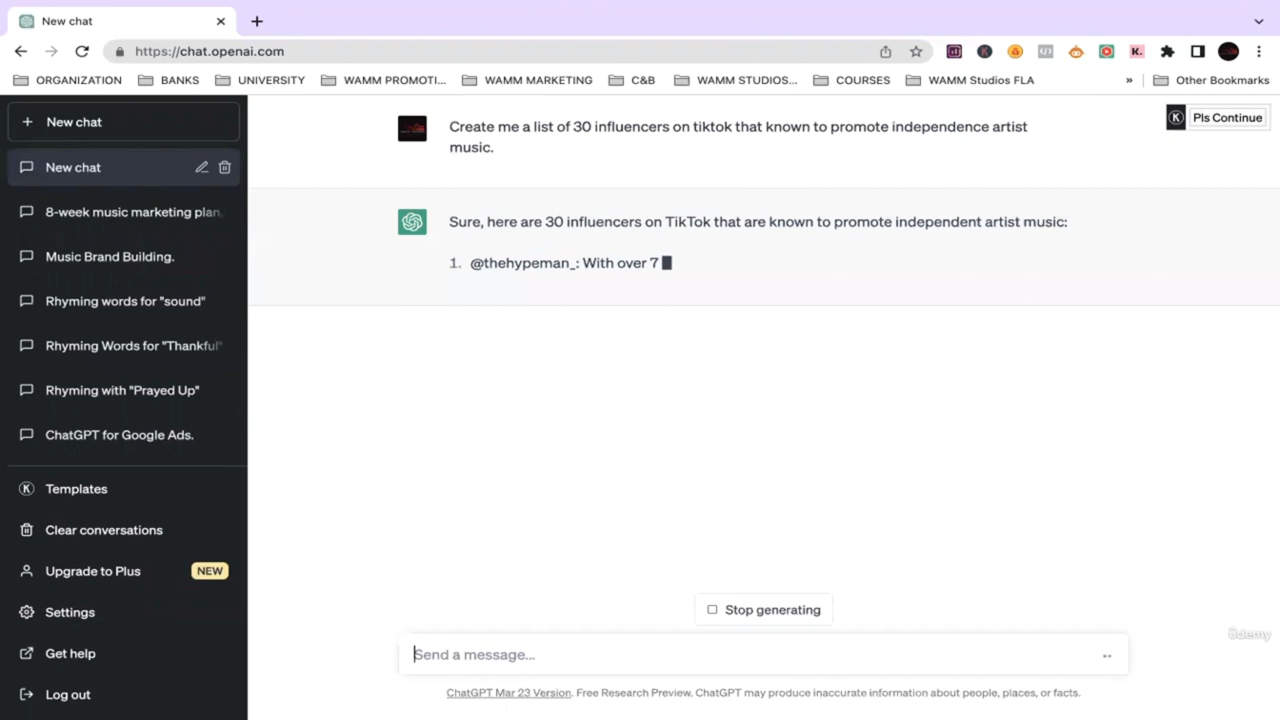 New chat
https://chat.openai.com
ORGANIZATION
BANKS
UNIVERSITY
WAMM PROMOTI...
WAMM MARKETING
C&B
WAMM STUDIOS...
COURSES
WAMM Studios FLA
»
Other Bookmarks
+ New chat
New chat
8-week music marketing plan.
Music Brand Building.
Rhyming words for "sound"
Rhyming Words for "Thankful"
Rhyming with "Prayed Up"
ChatGPT for Google Ads.
Templates
Clear conversations
Upgrade to Plus
NEW
Settings
Get help
Log out
Pls Continue
Create me a list of 30 influencers on tiktok that known to promote independence artist
music.
Sure, here are 30 influencers on TikTok that are known to promote independent artist music:
1. @thehypeman_: With over 7
Stop generating
Send a message...
ChatGPT Mar 23 Version. Free Research Preview. ChatGPT may produce inaccurate information about people, places, or facts.
ûdemy